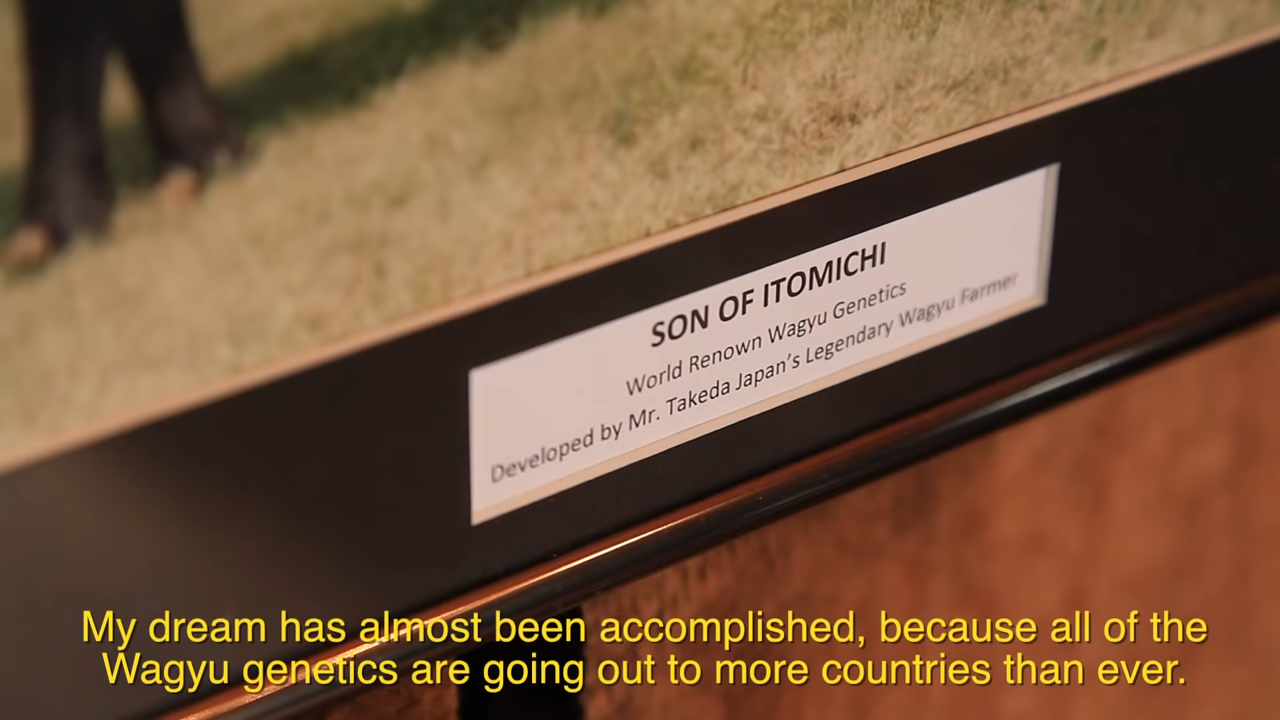 SON OF ITOMICHI
World Renown Wagyu Genetics
Developed by Mr. Takeda Japan's Legendary Wagyu Farmer
My dream has almost been accomplished, because all of the
Wagyu genetics are going out to more countries than ever.